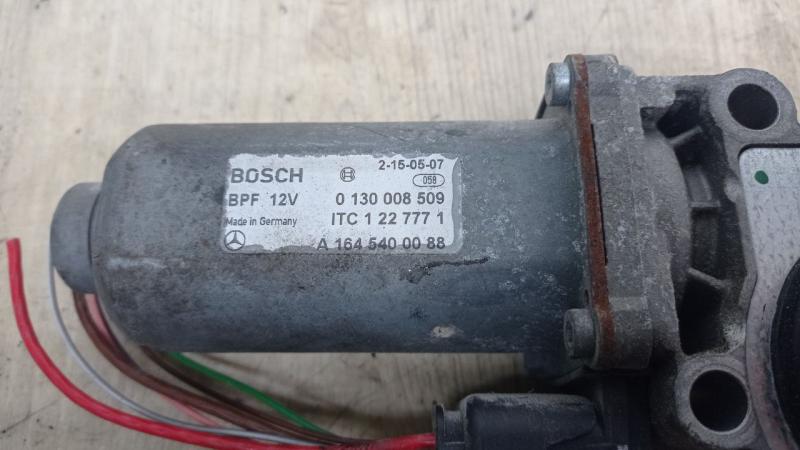 BOSCH 2-15-05-07
058
BPF 12V 0 130 008 509
Made in Germany ITC 1 22 777 1
A 164 540 00 88